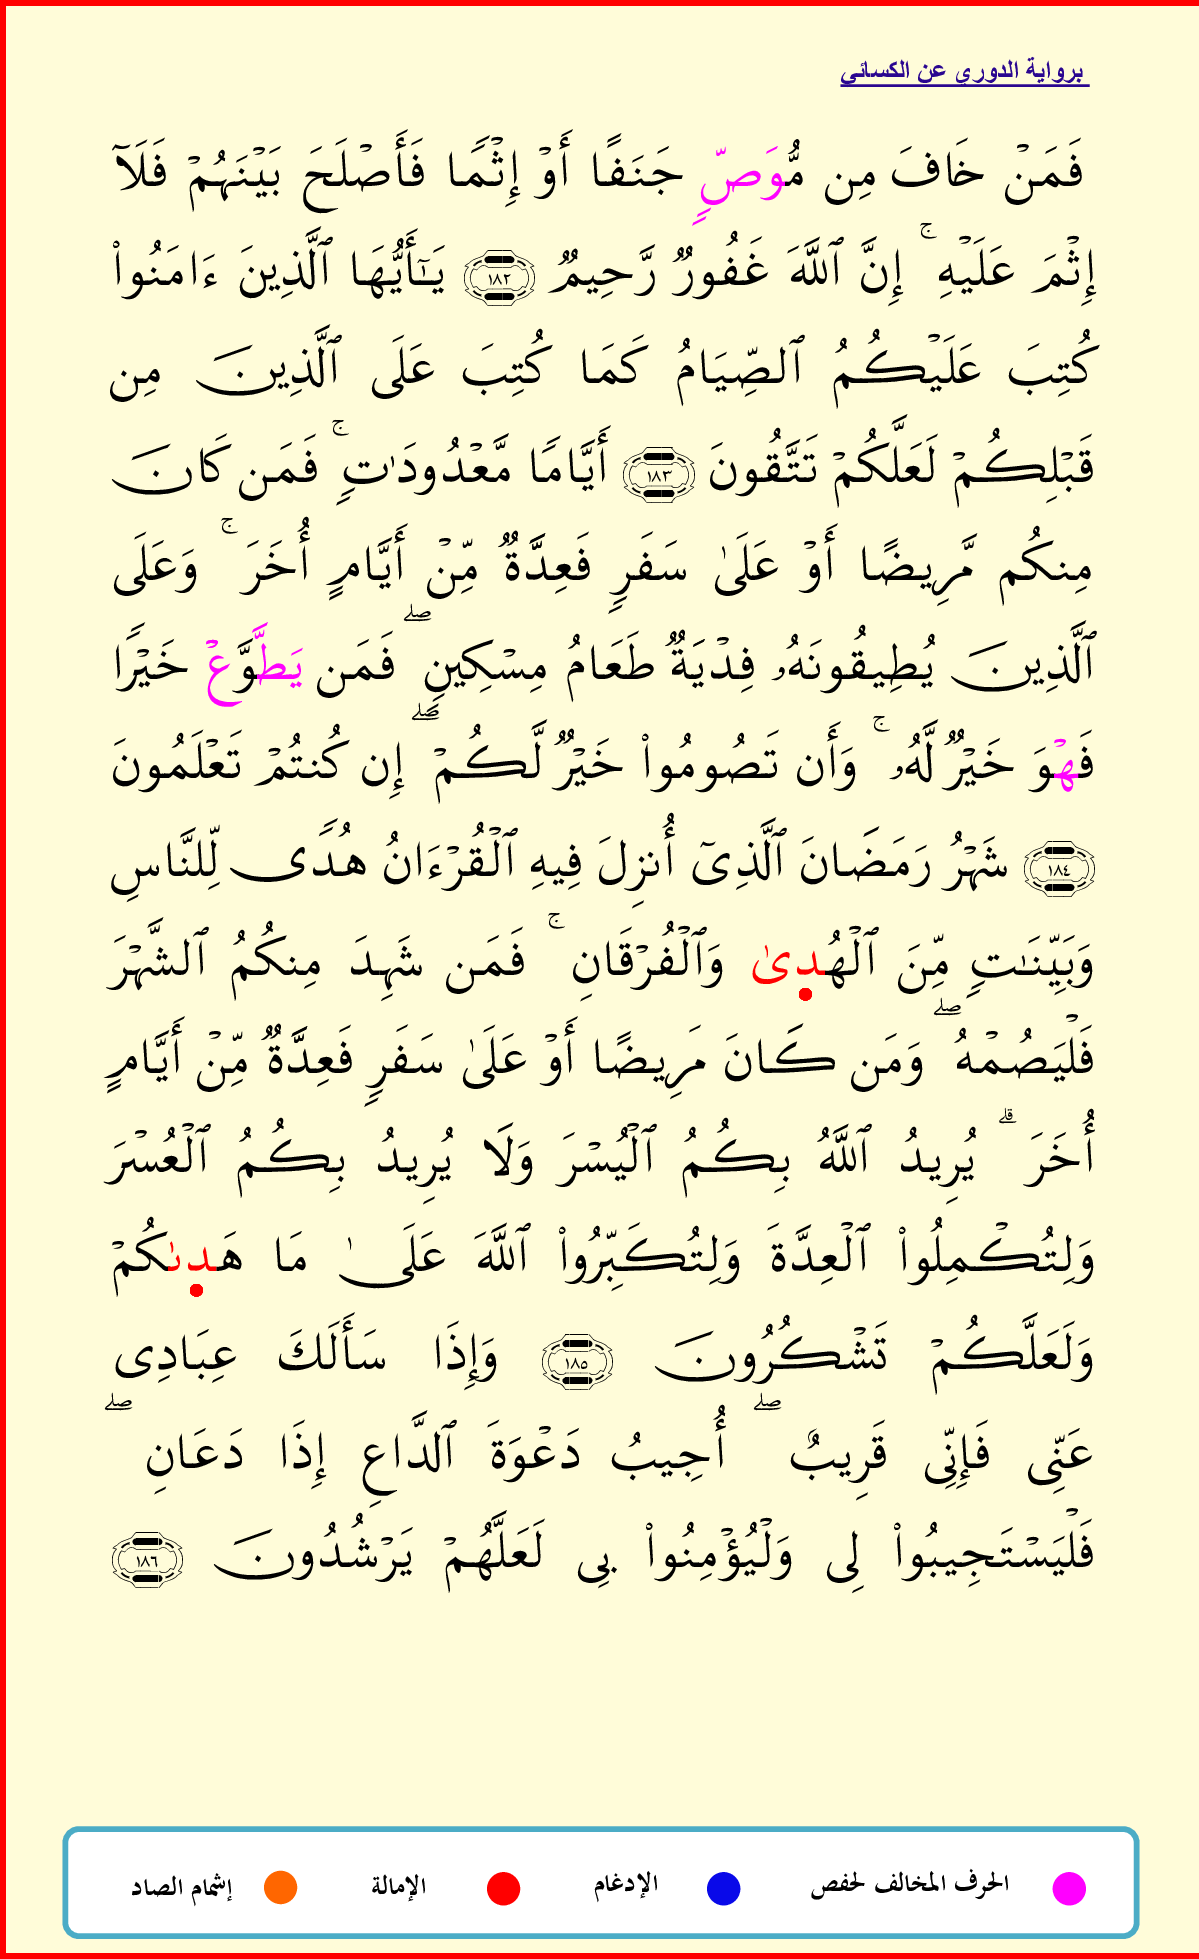 برواية الدوري عن الكسائي
فَمَنۡ خَافَ مِن مُّوَصّٖ جَنَفًا أَوۡ إِثۡمٗا فَأَصۡلَحَ بَيۡنَهُمۡ فَلَآ
إِثۡمَ عَلَيۡهِۚ إِنَّ ٱللَّهَ غَفُورٞ رَّحِيمٞ ١٨٢ يَٰٓأَيُّهَا ٱلَّذِينَ ءَامَنُواْ
كُتِبَ عَلَيۡكُمُ ٱلصِّيَامُ كَمَا كُتِبَ عَلَى ٱلَّذِينَ مِن
قَبۡلِكُمۡ لَعَلَّكُمۡ تَتَّقُونَ ١٨٣ أَيَّامٗا مَّعۡدُودَٰتٖۚ فَمَن كَانَ
مِنكُم مَّرِيضًا أَوۡ عَلَىٰ سَفَرٖ فَعِدَّةٞ مِّنۡ أَيَّامٍ أُخَرَۚ وَعَلَى
ٱلَّذِينَ يُطِيقُونَهُۥ فِدۡيَةٞ طَعَامُ مِسۡكِينٖۖ فَمَن يَطَّوَّعۡ خَيۡرٗا
فَهۡوَ خَيۡرٞ لَّهُۥۚ وَأَن تَصُومُواْ خَيۡرٞ لَّكُمۡۖ إِن كُنتُمۡ تَعۡلَمُونَ
١٨٤ شَهۡرُ رَمَضَانَ ٱلَّذِيٓ أُنزِلَ فِيهِ ٱلۡقُرۡءَانُ هُدٗى لِّلنَّاسِ
وَبَيِّنَٰتٖ مِّنَ ٱلۡهُدِىٰ وَٱلۡفُرۡقَانِۚ فَمَن شَهِدَ مِنكُمُ ٱلشَّهۡرَ
فَلۡيَصُمۡهُۖ وَمَن كَانَ مَرِيضًا أَوۡ عَلَىٰ سَفَرٖ فَعِدَّةٞ مِّنۡ أَيَّامٍ
أُخَرَۗ يُرِيدُ ٱللَّهُ بِكُمُ ٱلۡيُسۡرَ وَلَا يُرِيدُ بِكُمُ ٱلۡعُسۡرَ
وَلِتُكۡمِلُواْ ٱلۡعِدَّةَ وَلِتُكَبِّرُواْ ٱللَّهَ عَلَىٰ مَا هَدِىٰكُمۡ
وَلَعَلَّكُمۡ تَشۡكُرُونَ ١٨٥ وَإِذَا سَأَلَكَ عِبَادِي
عَنِّي فَإِنِّي قَرِيبٌۖ أُجِيبُ دَعۡوَةَ ٱلدَّاعِ إِذَا دَعَانِۖ
فَلۡيَسۡتَجِيبُواْ لِي وَلۡيُؤۡمِنُواْ بِي لَعَلَّهُمۡ يَرۡشُدُونَ ١٨٦
الحرف المخالف لحفص الإدغام الإمالة إشمام الصاد